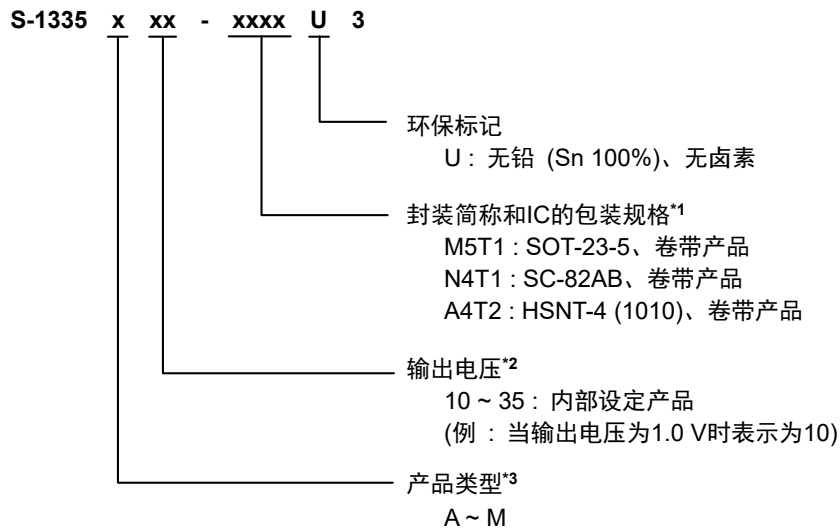 S-1335 x xx - xxxx U 3
环保标记
U : 无铅 (Sn 100%)、无卤素
封装简称和IC的包装规格*1
M5T1 : SOT-23-5、卷带产品
N4T1 : SC-82AB、卷带产品
A4T2 : HSNT-4 (1010)、卷带产品
输出电压*2
10 ~ 35 : 内部设定产品
(例 : 当输出电压为1.0 V时表示为10)
产品类型*3
A ~ M